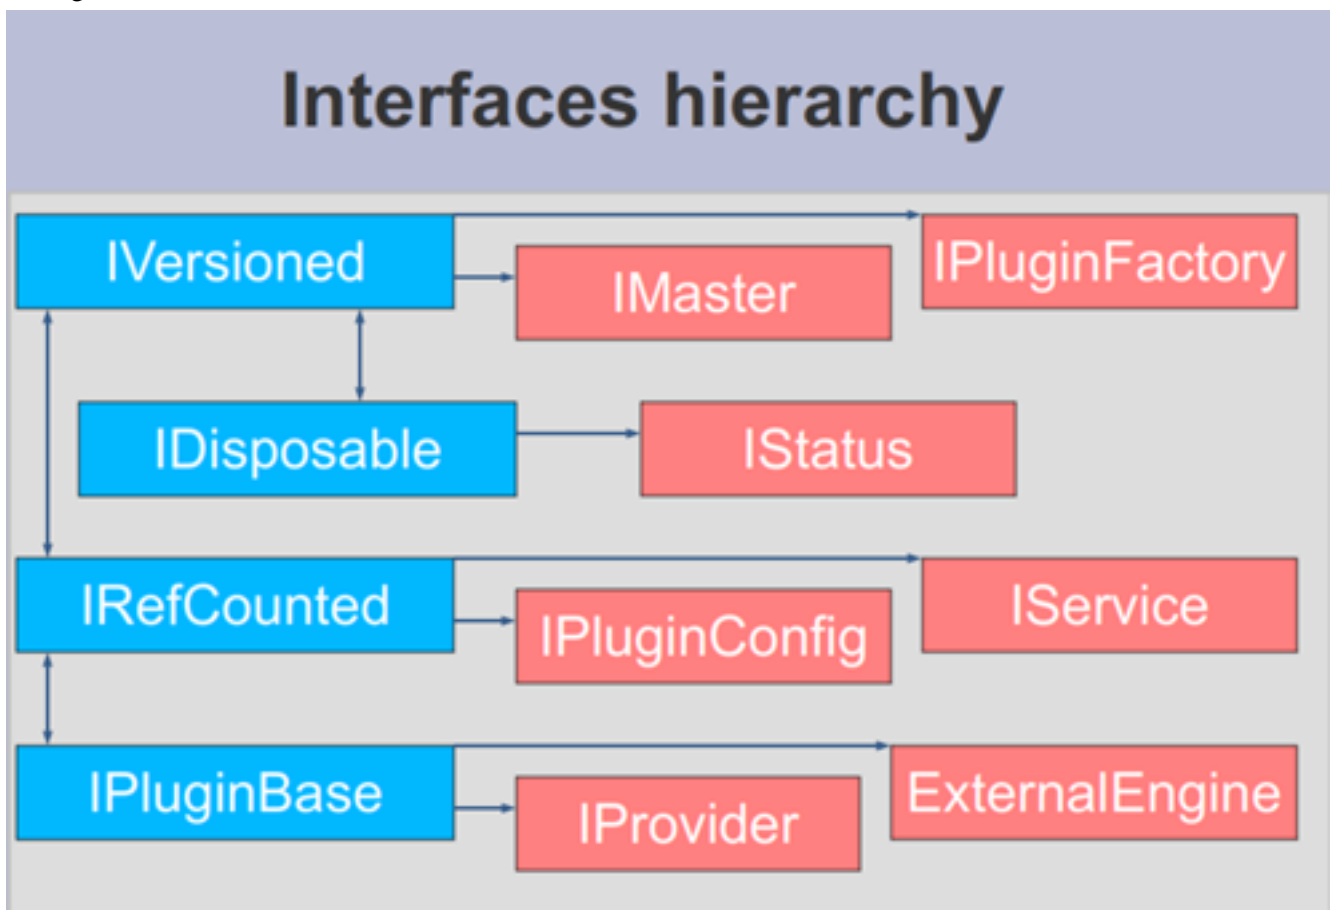 Interfaces hierarchy
IVersioned
IMaster
IPluginFactory
IDisposable
IStatus
IRefCounted
IPluginConfig
IService
IPluginBase
IProvider
ExternalEngine